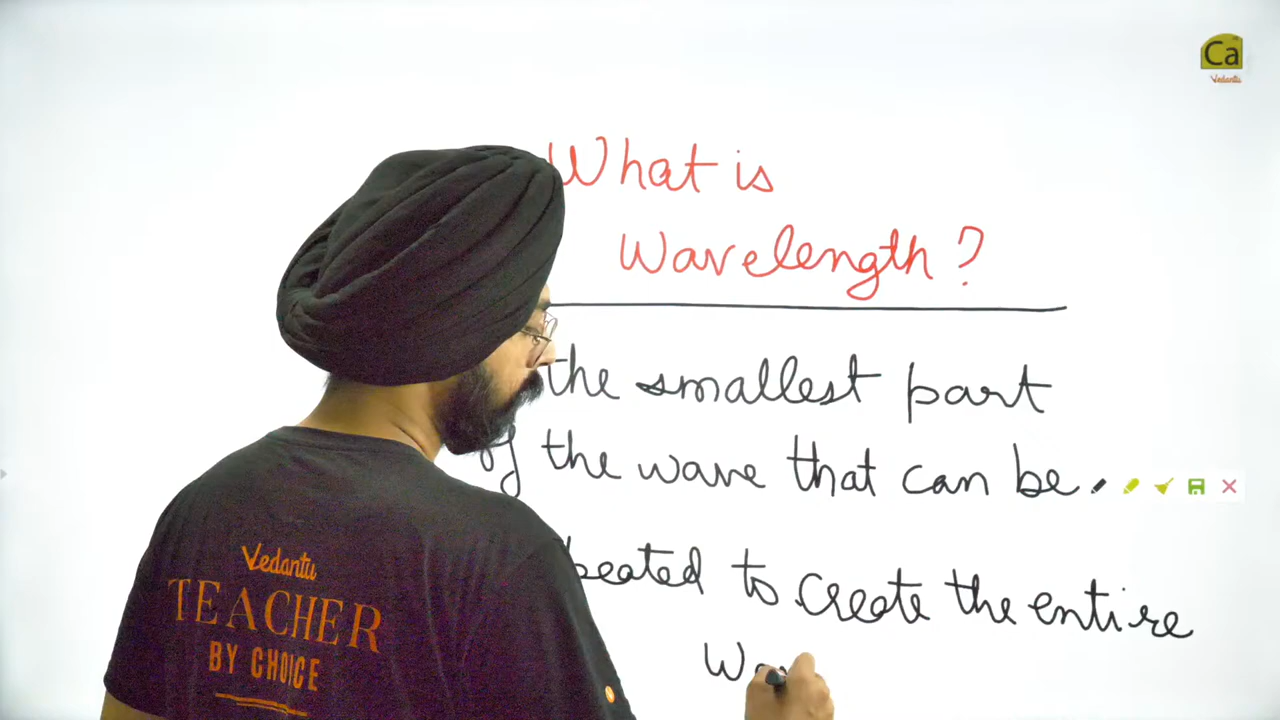 Ca
Vedantu
What is
Wavelength?
the smallest part
of the wave that can be
to create the entire
Vedantu
TEACHER
BY CHOICE